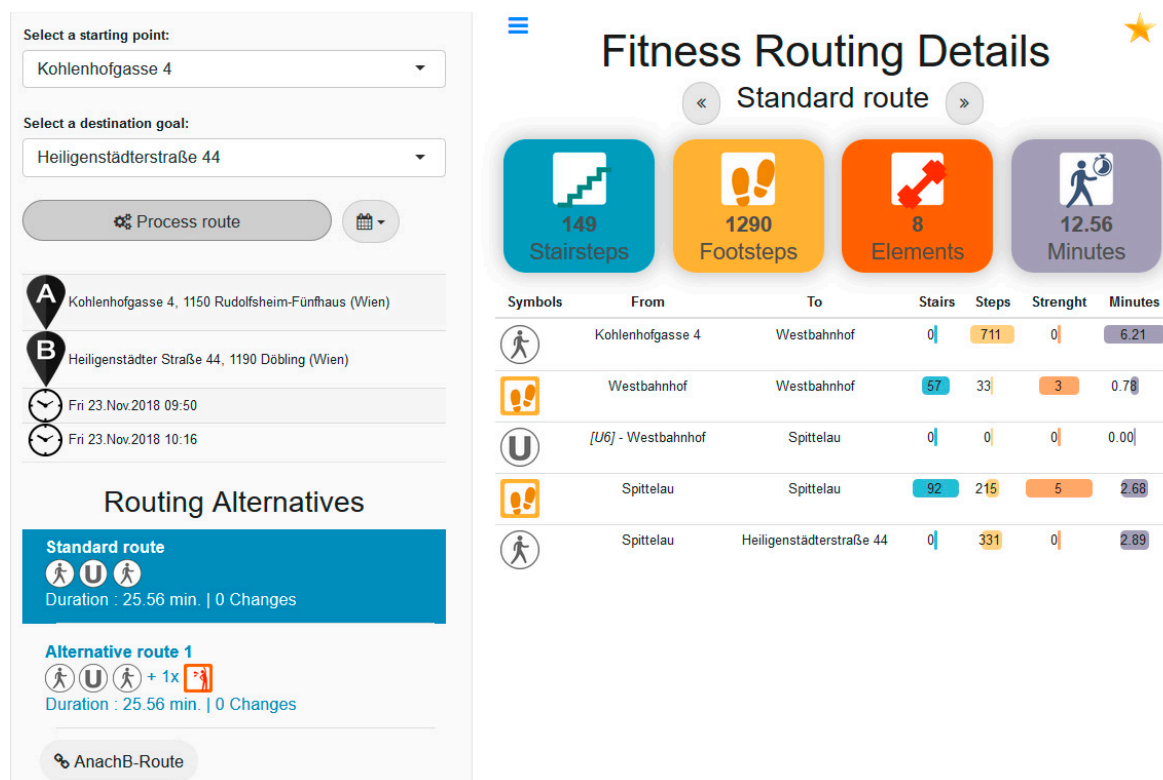 Select a starting point:
Kohlenhofgasse 4
Select a destination goal:
Heiligenstädterstraße 44
Process route
A Kohlenhofgasse 4, 1150 Rudolfsheim-Fünfhaus (Wien)
B Heiligenstädter Straße 44, 1190 Döbling (Wien)
Fri 23.Nov.2018 09:50
Fri 23.Nov.2018 10:16
Routing Alternatives
Standard route
U
Duration : 25.56 min. | 0 Changes
Alternative route 1
U + 1x ?
Duration : 25.56 min. | 0 Changes
AnachB-Route
Fitness Routing Details
« Standard route »
149 1290 8 12.56
Stairsteps Footsteps Elements Minutes
Symbols From To Stairs Steps Strenght Minutes
Kohlenhofgasse 4 Westbahnhof 0 711 0 6.21
Westbahnhof Westbahnhof 57 33 3 0.78
U [U6] - Westbahnhof Spittelau 0 0 0 0.00
Spittelau Spittelau 92 215 5 2.68
Spittelau Heiligenstädterstraße 44 0 331 0 2.89